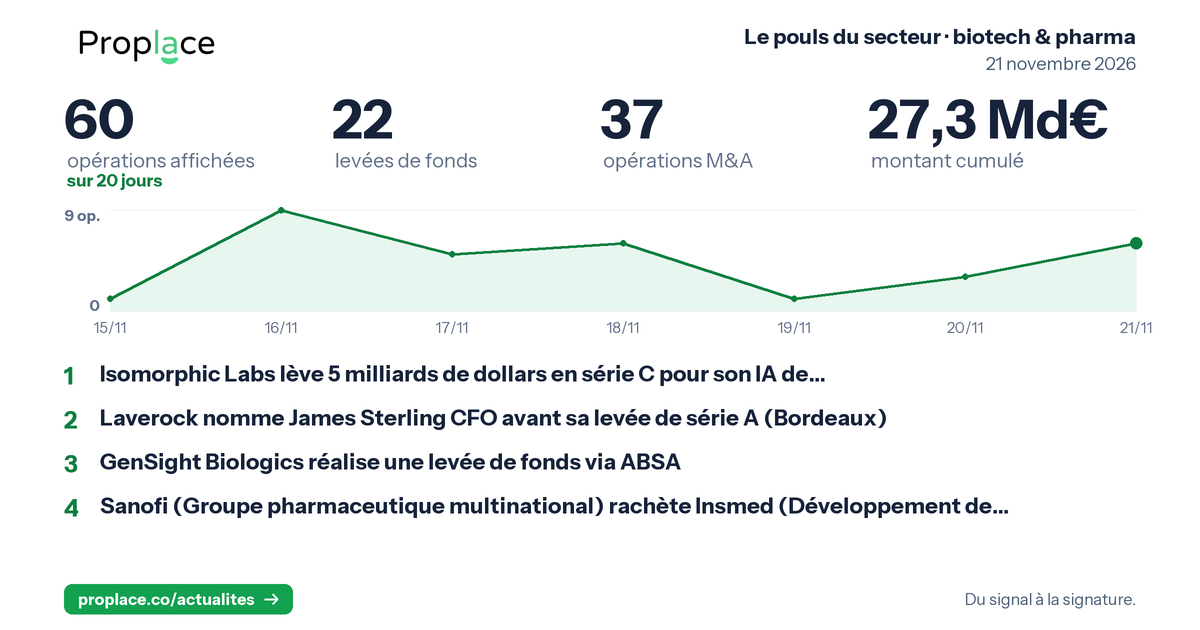 Proplace
Le pouls du secteur · biotech & pharma
21 novembre 2026
60
22
37
27,3 Md€
opérations affichées
levées de fonds
opérations M&A
montant cumulé
sur 20 jours
9 op.
0
15/11
16/11
17/11
18/11
19/11
20/11
21/11
1 Isomorphic Labs lève 5 milliards de dollars en série C pour son IA de...
2 Laverock nomme James Sterling CFO avant sa levée de série A (Bordeaux)
3 GenSight Biologics réalise une levée de fonds via ABSA
4 Sanofi (Groupe pharmaceutique multinational) rachète Insmed (Développement de...
proplace.co/actualites →
Du signal à la signature.